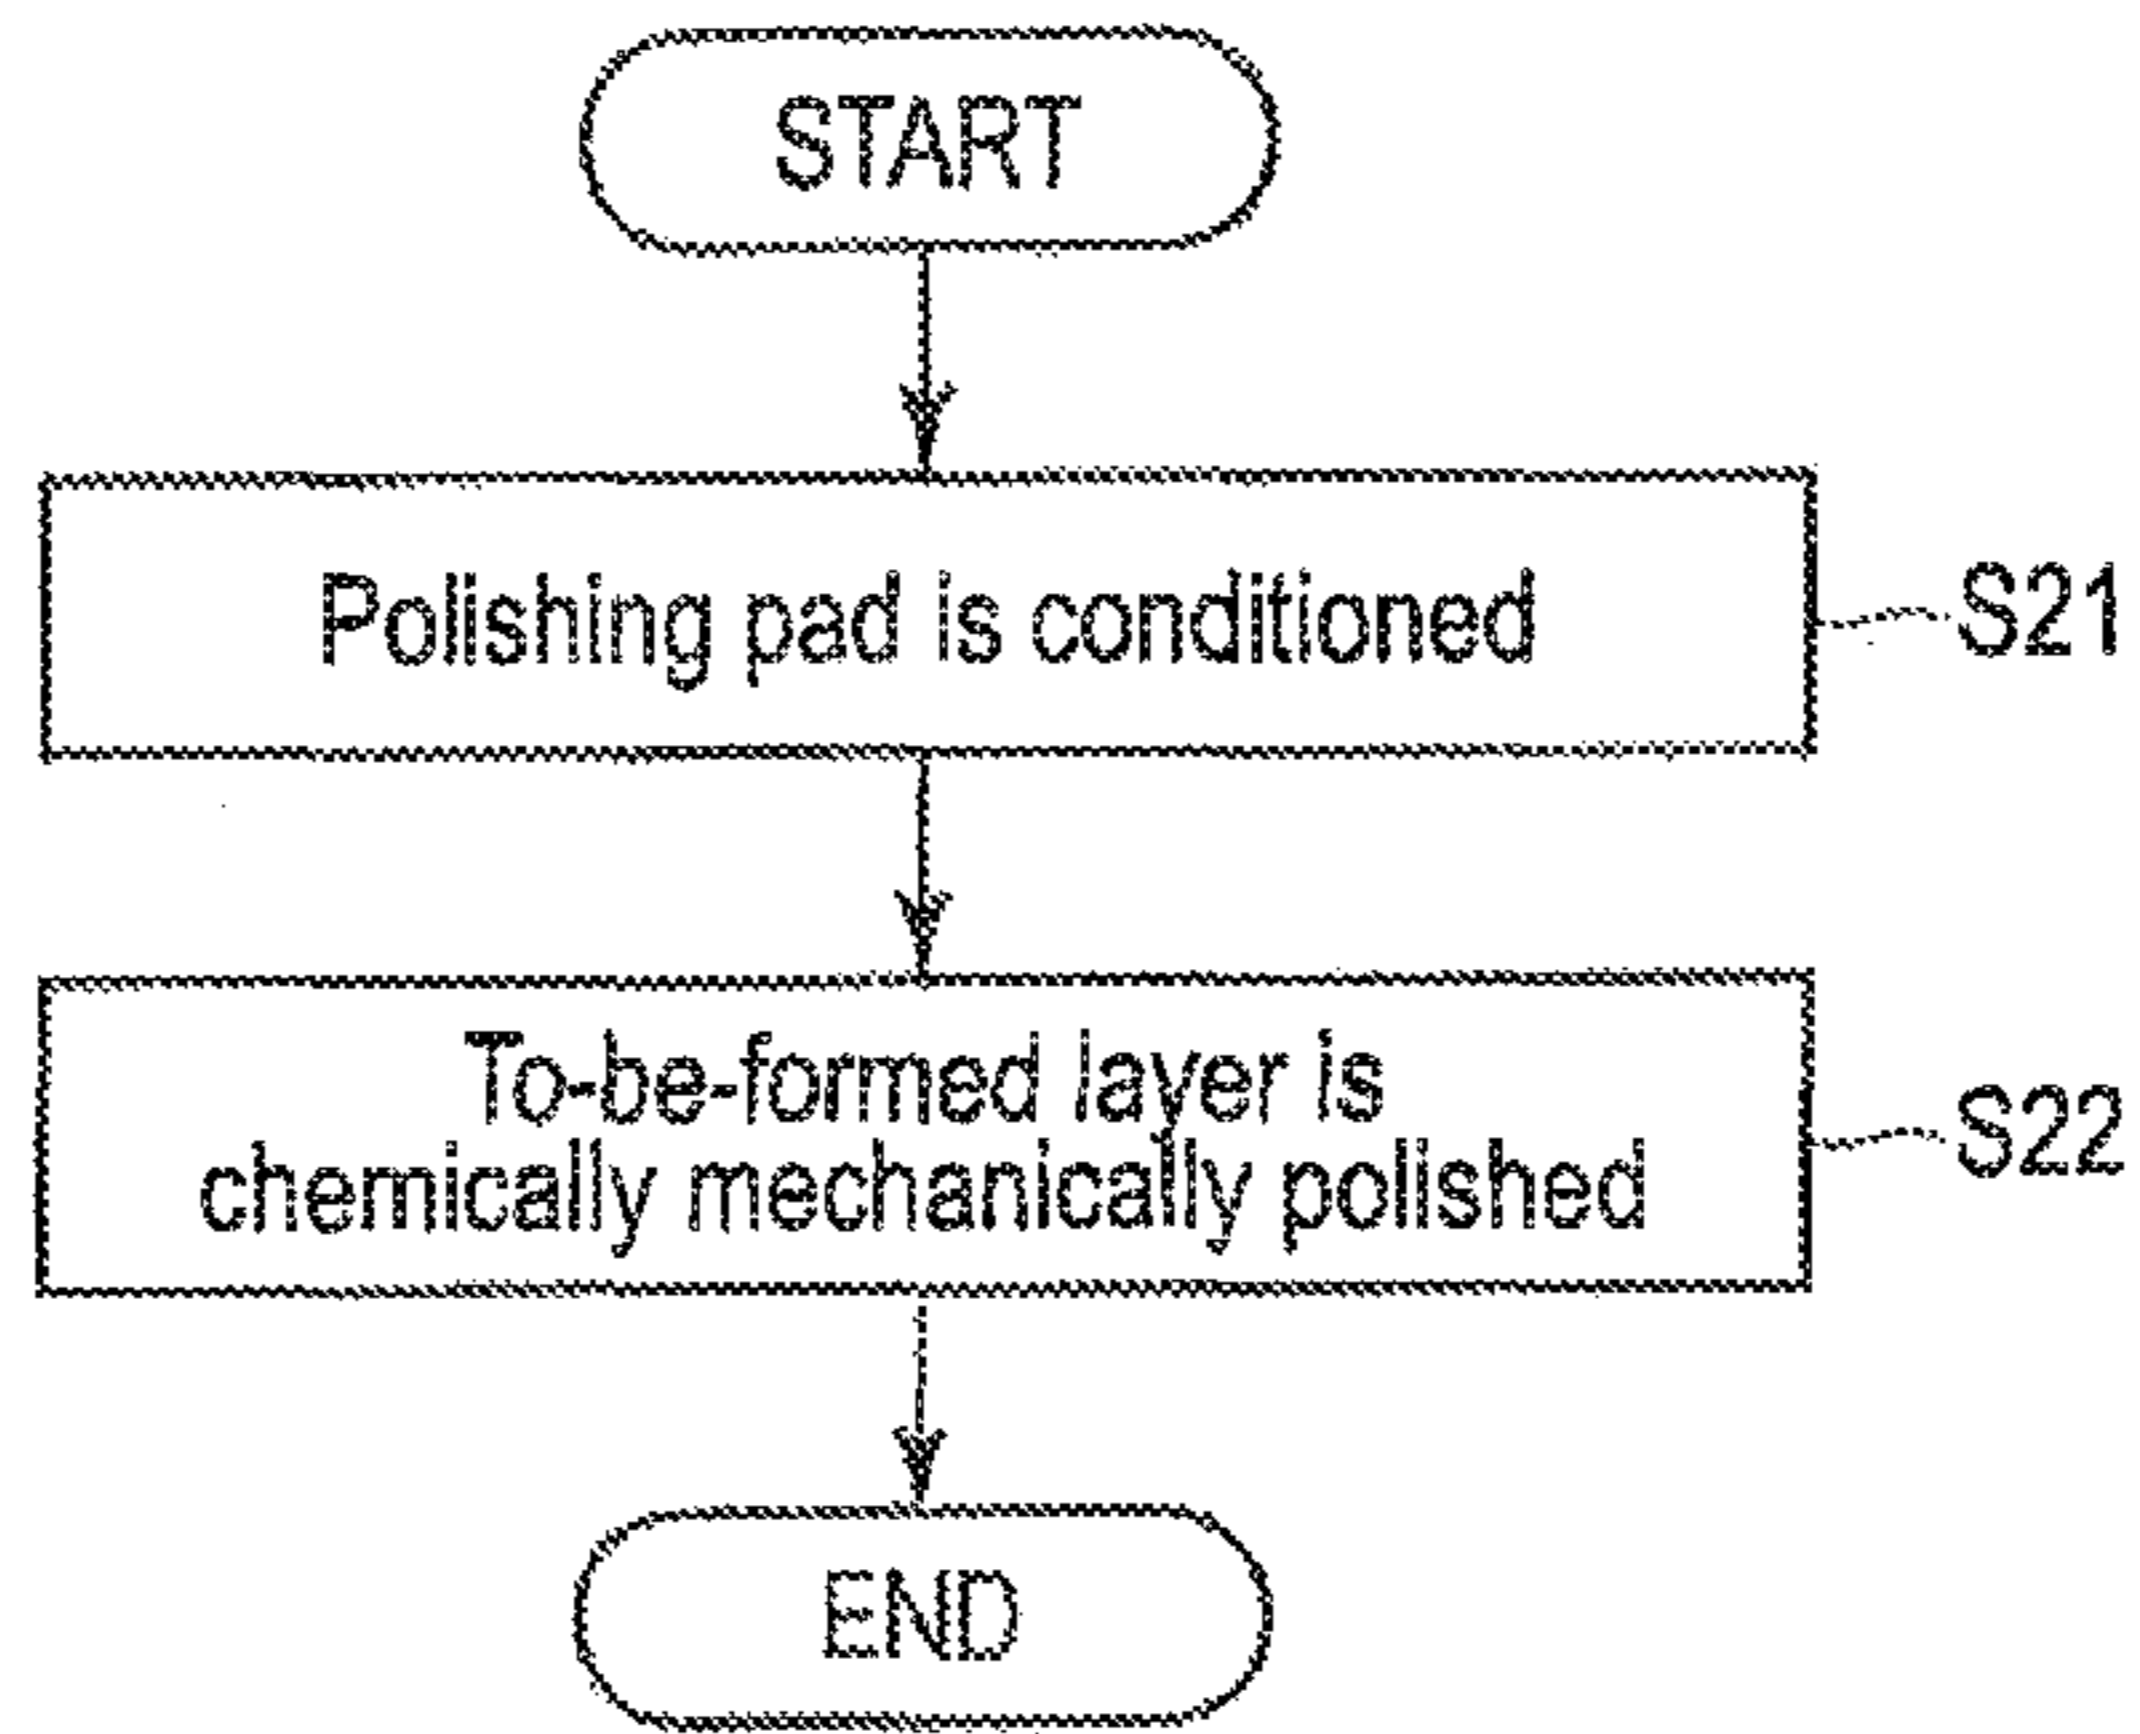 START
Polishing pad is conditioned
S21
To-be-formed layer is
chemically mechanically polished
S22
END